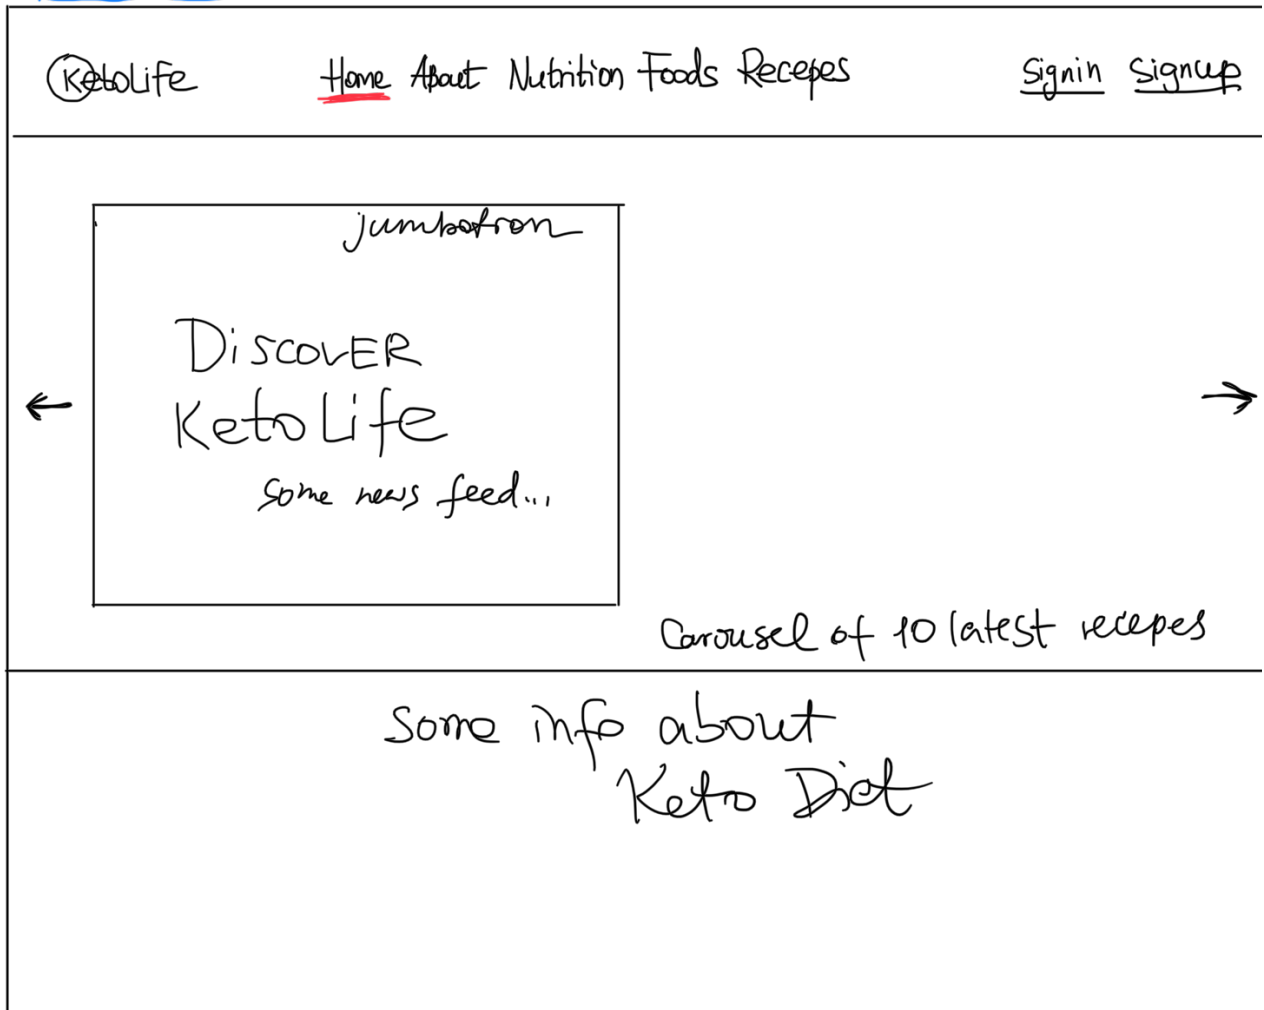 KetoLife Home About Nutrition Foods Recepes Signin Signup
jumbotron
DiscovER
KetoLife
some news feed...
Carousel of 10 latest recepes
some info about
Keto Diet